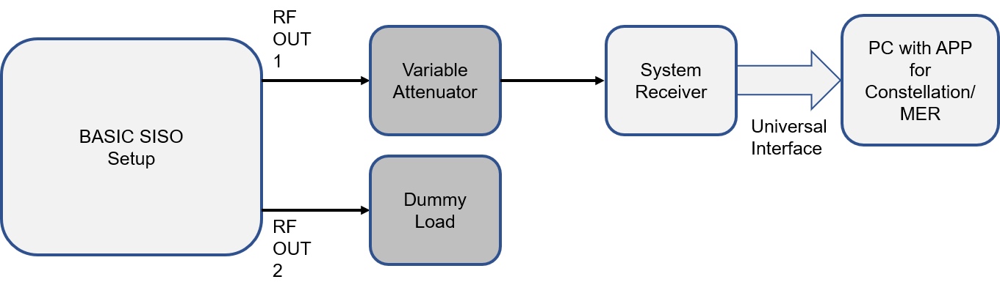 RF
OUT
1
BASIC SISO
Setup
Variable
Attenuator
System
Receiver
Universal
Interface
PC with APP
for
Constellation/
MER
RF
OUT
2
Dummy
Load